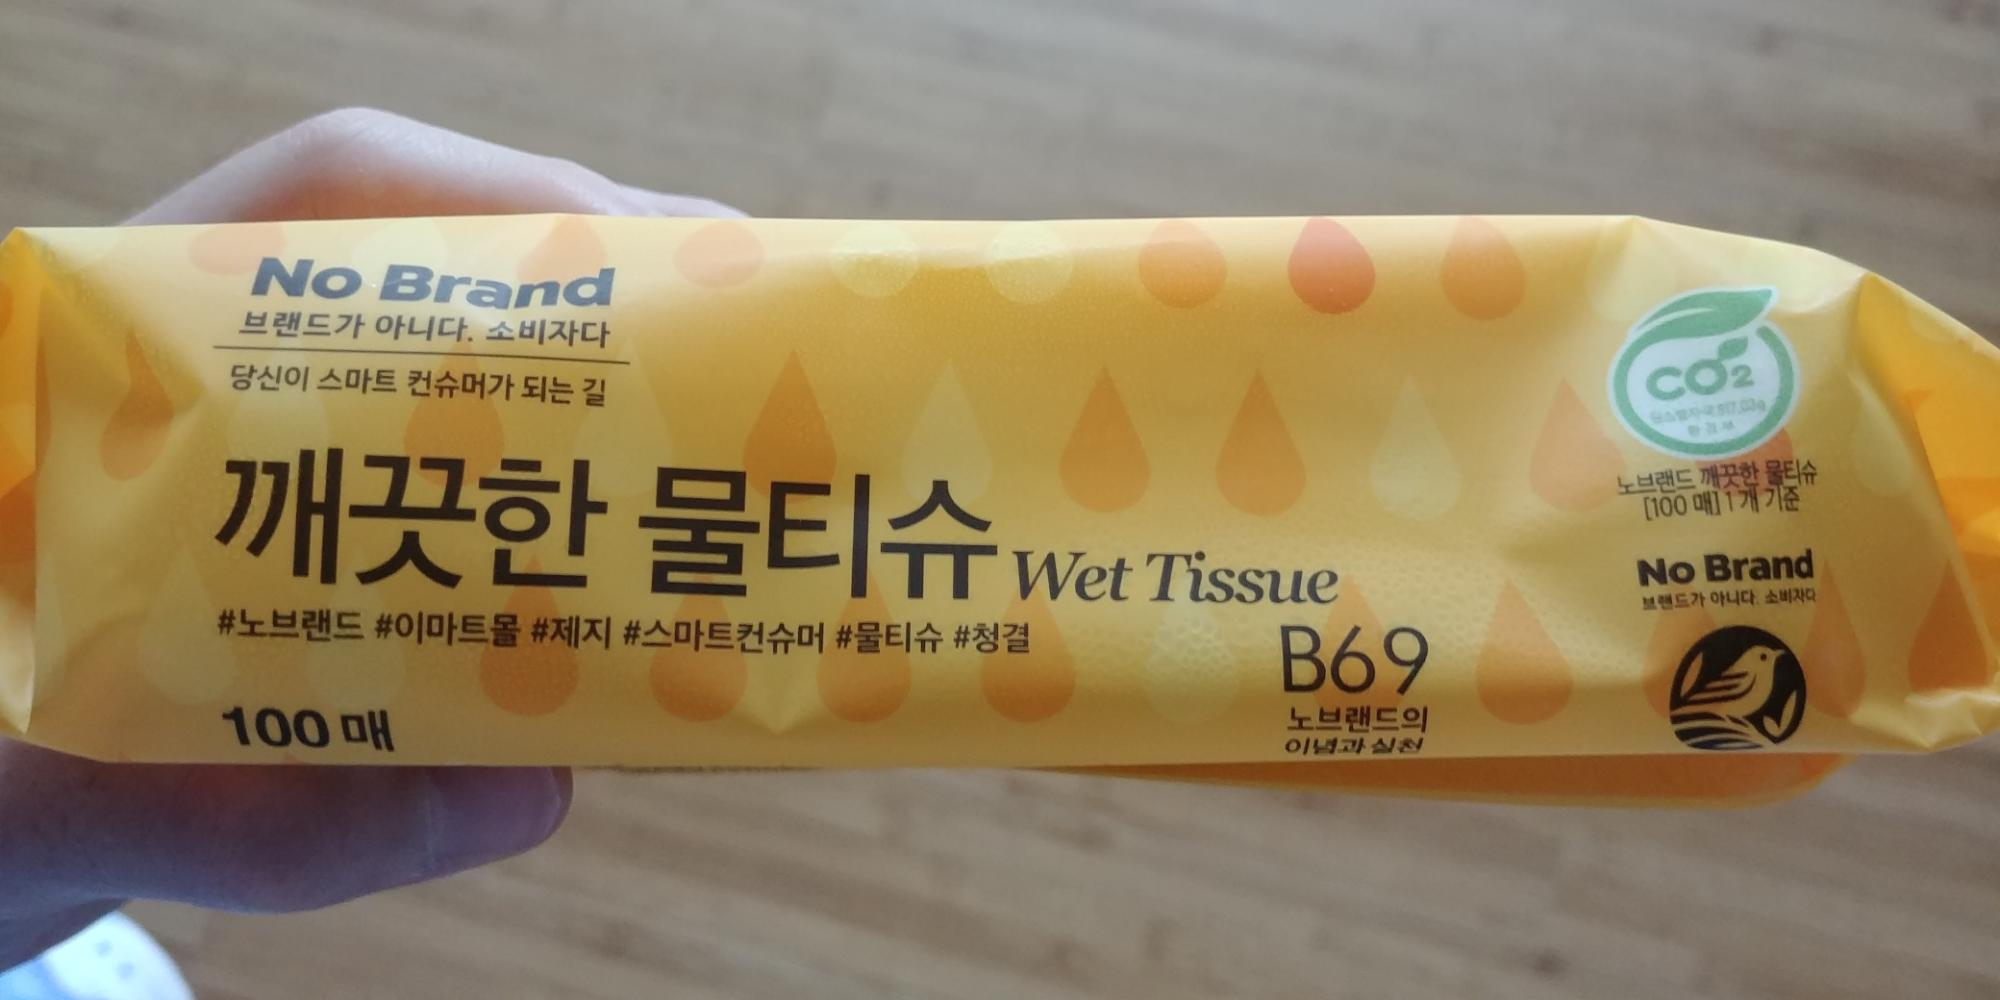 No Brand
브랜드가 아니다. 소비자다
당신이 스마트 컨슈머가 되는 길
깨끗한 물티슈 Wet Tissue
#노브랜드 #이마트몰 #제지 #스마트컨슈머 #물티슈 #청결
100 매
B69
노브랜드의
이념과 실천
CO2
환경부
노브랜드 깨끗한 물티슈
[100 매] 1개 기준
No Brand
브랜드가 아니다. 소비자다